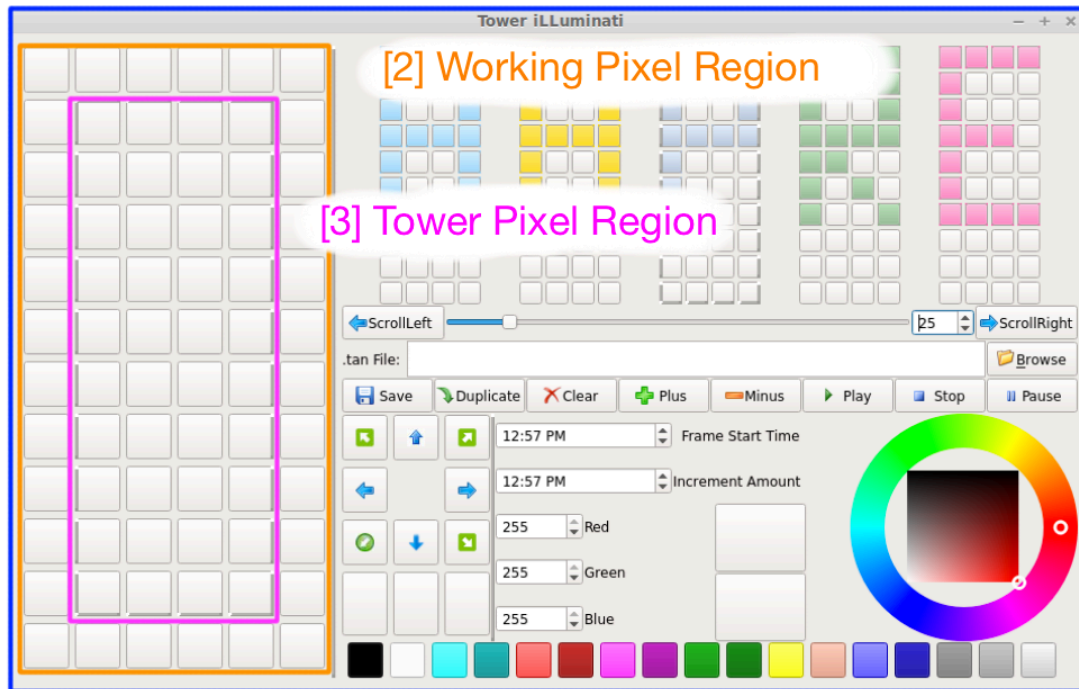 Tower iLLuminati
[2] Working Pixel Region
[3] Tower Pixel Region
ScrollLeft
25
ScrollRight
.tan File:
Browse
Save
Duplicate
Clear
Plus
Minus
Play
Stop
Pause
12:57 PM
Frame Start Time
12:57 PM
Increment Amount
255
Red
255
Green
255
Blue